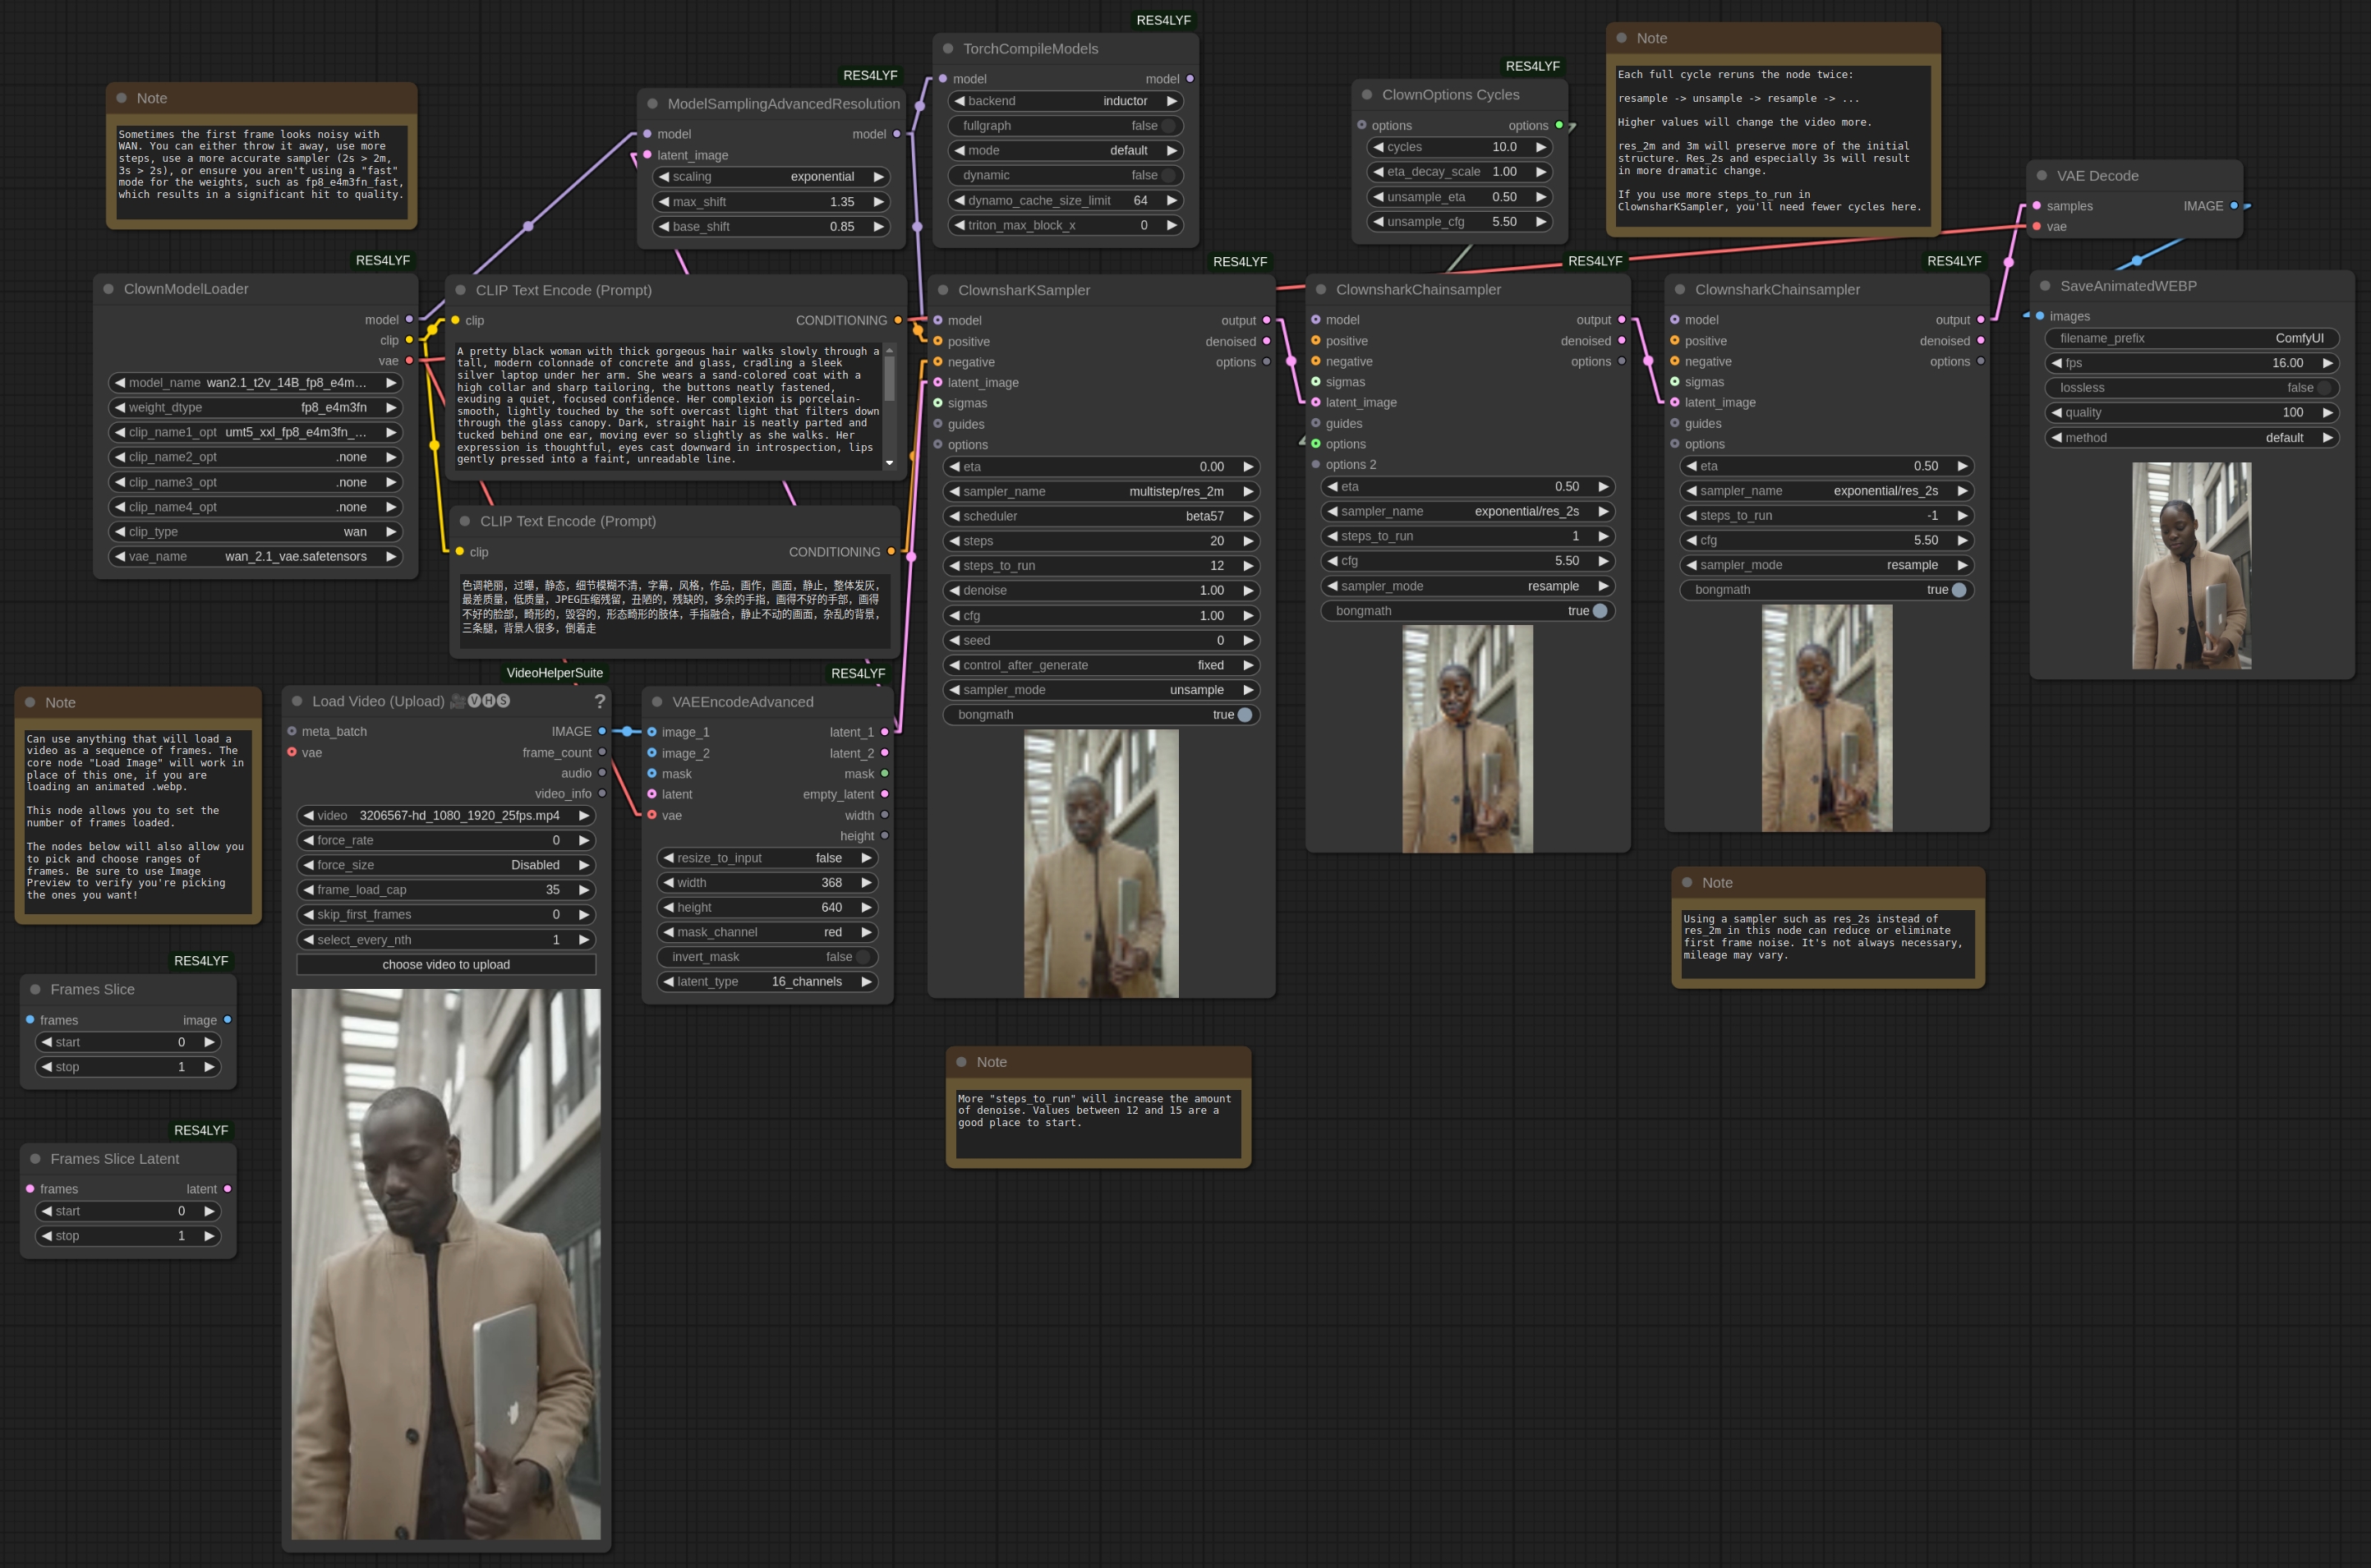 RES4LYF
TorchCompileModels
model model
backend inductor
fullgraph false
mode default
dynamic false
dynamo_cache_size_limit 64
triton_max_block_x 0
Note
Each full cycle reruns the node twice:
resample -> unsample -> resample -> ...
Higher values will change the video more.
res_2m and 3m will preserve more of the initial
structure. Res_2s and especially 3s will result
in more dramatic change.
If you use more steps_to_run in
ClownsharKSampler, you'll need fewer cycles here.
RES4LYF
ClownOptions Cycles
options options
cycles 10.0
eta_decay_scale 1.00
unsample_eta 0.50
unsample_cfg 5.50
RES4LYF
ModelSamplingAdvancedResolution
model model
latent_image
scaling exponential
max_shift 1.35
base_shift 0.85
Note
Sometimes the first frame looks noisy with
WAN. You can either throw it away, use more
steps, use a more accurate sampler (2s > 2m,
3s > 2s), or ensure you aren't using a "fast"
mode for the weights, such as fp8_e4m3fn_fast,
which results in a significant hit to quality.
VAE Decode
samples IMAGE
vae
RES4LYF
ClownModelLoader
model
clip
vae
model_name wan2.1_t2v_14B_fp8_e4m...
weight_dtype fp8_e4m3fn
clip_name1_opt umt5_xxl_fp8_e4m3fn_...
clip_name2_opt .none
clip_name3_opt .none
clip_name4_opt .none
clip_type wan
vae_name wan_2.1_vae.safetensors
CLIP Text Encode (Prompt)
clip CONDITIONING
A pretty black woman with thick gorgeous hair walks slowly through a
tall, modern colonnade of concrete and glass, cradling a sleek
silver laptop under her arm. She wears a sand-colored coat with a
high collar and sharp tailoring, the buttons neatly fastened,
exuding a quiet, focused confidence. Her complexion is porcelain-
smooth, lightly touched by the soft overcast light that filters down
through the glass canopy. Dark, straight hair is neatly parted and
tucked behind one ear, moving ever so slightly as she walks. Her
expression is thoughtful, eyes cast downward in introspection, lips
gently pressed into a faint, unreadable line.
CLIP Text Encode (Prompt)
clip CONDITIONING
色调艳丽，过曝，静态，细节模糊不清，字幕，风格，作品，画作，画面，静止，整体发灰，
最差质量，低质量，JPEG压缩残留，丑陋的，残缺的，多余的手指，画得不好的手部，画得
不好的脸部，畸形的，毁容的，形态畸形的肢体，手指融合，静止不动的画面，杂乱的背景，
三条腿，背景人很多，倒着走
RES4LYF
ClownsharKSampler
model output
positive denoised
negative options
latent_image
sigmas
guides
options
eta 0.00
sampler_name multistep/res_2m
scheduler beta57
steps 20
steps_to_run 12
denoise 1.00
cfg 1.00
seed 0
control_after_generate fixed
sampler_mode unsample
bongmath true
RES4LYF
ClownsharkChainsampler
model output
positive denoised
negative options
sigmas
latent_image
guides
options
options 2
eta 0.50
sampler_name exponential/res_2s
steps_to_run 1
cfg 5.50
sampler_mode resample
bongmath true
RES4LYF
ClownsharkChainsampler
model output
positive denoised
negative options
sigmas
latent_image
guides
options
eta 0.50
sampler_name exponential/res_2s
steps_to_run -1
cfg 5.50
sampler_mode resample
bongmath true
SaveAnimatedWEBP
images
filename_prefix ComfyUI
fps 16.00
lossless false
quality 100
method default
Note
Can use anything that will load a
video as a sequence of frames. The
core node "Load Image" will work in
place of this one, if you are
loading an animated .webp.
This node allows you to set the
number of frames loaded.
The nodes below will also allow you
to pick and choose ranges of
frames. Be sure to use Image
Preview to verify you're picking
the ones you want!
VideoHelperSuite
Load Video (Upload) 🎥🅥🅗🅢 ?
meta_batch IMAGE
vae frame_count
audio
video_info
video 3206567-hd_1080_1920_25fps.mp4
force_rate 0
force_size Disabled
frame_load_cap 35
skip_first_frames 0
select_every_nth 1
choose video to upload
RES4LYF
VAEEncodeAdvanced
image_1 latent_1
image_2 latent_2
mask mask
latent empty_latent
vae width
height
resize_to_input false
width 368
height 640
mask_channel red
invert_mask false
latent_type 16_channels
Note
Using a sampler such as res_2s instead of
res_2m in this node can reduce or eliminate
first frame noise. It's not always necessary,
mileage may vary.
RES4LYF
Frames Slice
frames image
start 0
stop 1
Note
More "steps_to_run" will increase the amount
of denoise. Values between 12 and 15 are a
good place to start.
RES4LYF
Frames Slice Latent
frames latent
start 0
stop 1